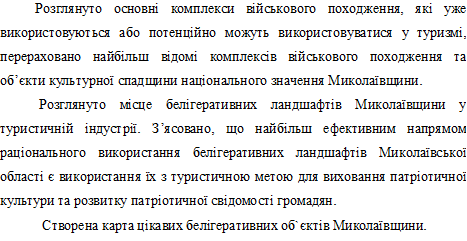 Розглянуто основні комплекси військового походження, які уже
використовуються або потенційно можуть використовуватися у туризмі,
перераховано найбільш відомі комплексів військового походження та
об’єкти культурної спадщини національного значення Миколаївщини.
Розглянуто місце белігеративних ландшафтів Миколаївщини у
туристичній індустрії. З’ясовано, що найбільш ефективним напрямом
раціонального використання белігеративних ландшафтів Миколаївської
області є використання їх з туристичною метою для виховання патріотичної
культури та розвитку патріотичної свідомості громадян.
Створена карта цікавих белігеративних об`єктів Миколаївщини.